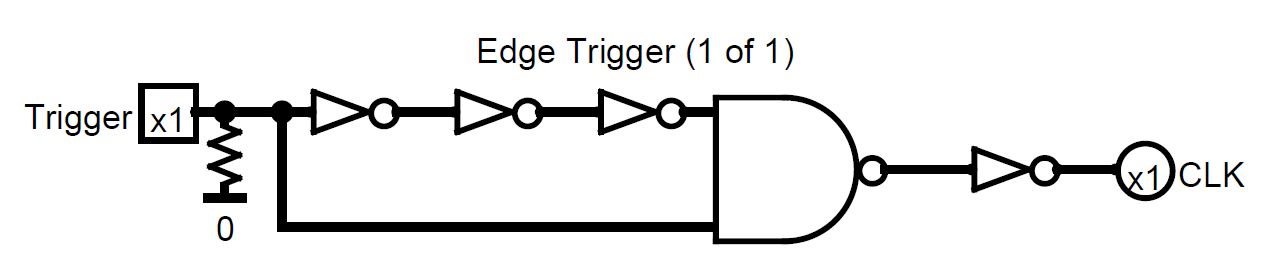 Edge Trigger (1 of 1)
Trigger x1
0
x1 CLK